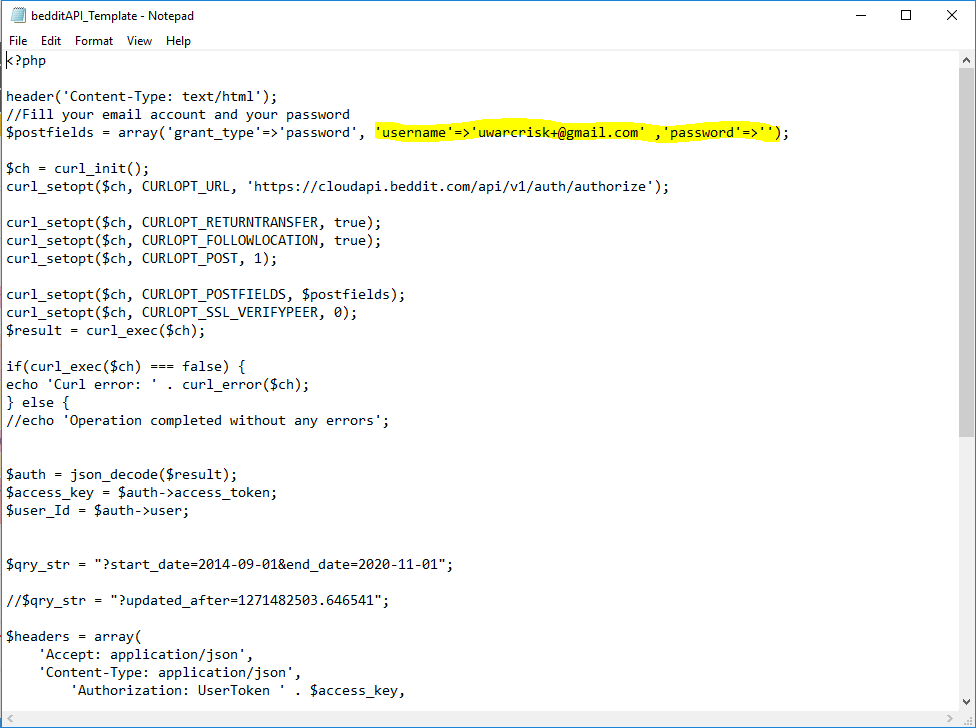 bedditAPI_Template - Notepad
File Edit Format View Help
<?php
header('Content-Type: text/html');
//Fill your email account and your password
$postfields = array('grant_type'=>'password', 'username'=>'uwarcrisk+@gmail.com' ,'password'=>'');
$ch = curl_init();
curl_setopt($ch, CURLOPT_URL, 'https://cloudapi.beddit.com/api/v1/auth/authorize');
curl_setopt($ch, CURLOPT_RETURNTRANSFER, true);
curl_setopt($ch, CURLOPT_FOLLOWLOCATION, true);
curl_setopt($ch, CURLOPT_POST, 1);
curl_setopt($ch, CURLOPT_POSTFIELDS, $postfields);
curl_setopt($ch, CURLOPT_SSL_VERIFYPEER, 0);
$result = curl_exec($ch);
if(curl_exec($ch) === false) {
echo 'Curl error: ' . curl_error($ch);
} else {
//echo 'Operation completed without any errors';
$auth = json_decode($result);
$access_key = $auth->access_token;
$user_Id = $auth->user;
$qry_str = "?start_date=2014-09-01&end_date=2020-11-01";
//$qry_str = "?updated_after=1271482503.646541";
$headers = array(
'Accept: application/json',
'Content-Type: application/json',
'Authorization: UserToken ' . $access_key,